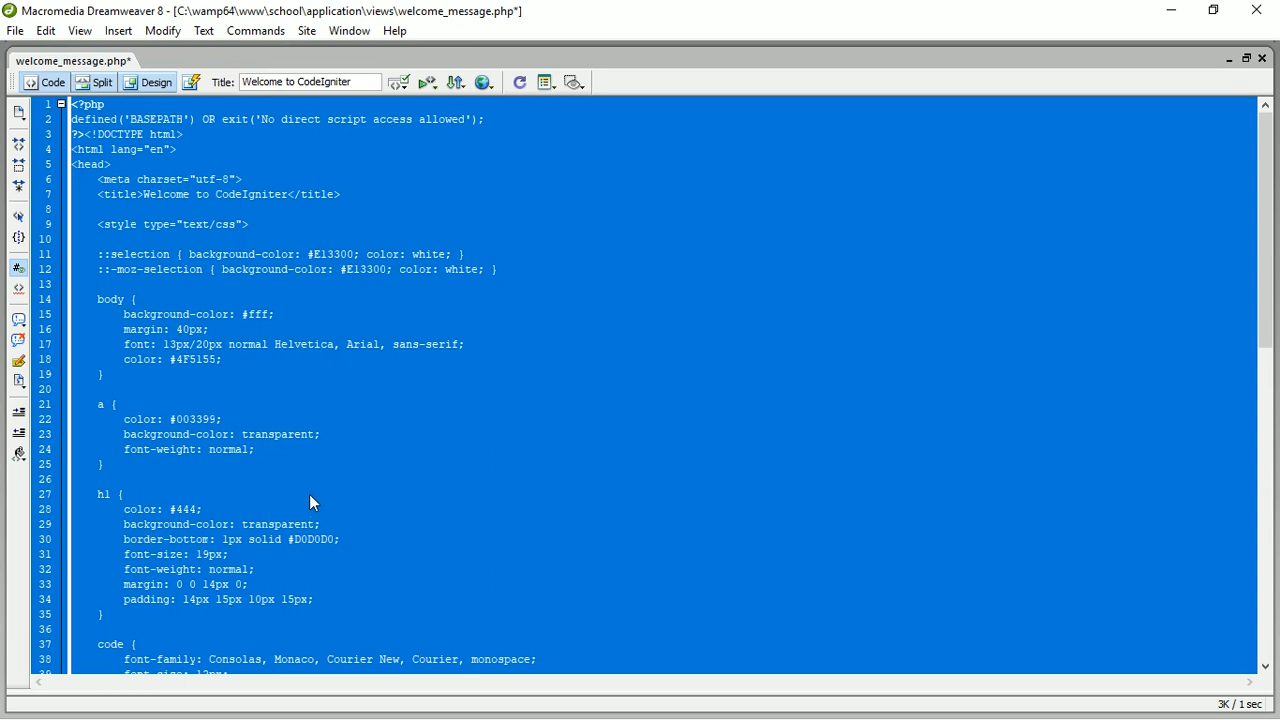 Macromedia Dreamweaver 8 - [C:\wamp64\www\school\application\views\welcome_message.php*]
File Edit View Insert Modify Text Commands Site Window Help
welcome_message.php*
Code Split Design Title: Welcome to CodeIgniter
1 <?php
2 defined('BASEPATH') OR exit('No direct script access allowed');
3 ?><!DOCTYPE html>
4 <html lang="en">
5 <head>
6 <meta charset="utf-8">
7 <title>Welcome to CodeIgniter</title>
8
9 <style type="text/css">
10
11 ::selection { background-color: #E13300; color: white; }
12 ::-moz-selection { background-color: #E13300; color: white; }
13
14 body {
15 background-color: #fff;
16 margin: 40px;
17 font: 13px/20px normal Helvetica, Arial, sans-serif;
18 color: #4F5155;
19 }
20
21 a {
22 color: #003399;
23 background-color: transparent;
24 font-weight: normal;
25 }
26
27 h1 {
28 color: #444;
29 background-color: transparent;
30 border-bottom: 1px solid #D0D0D0;
31 font-size: 19px;
32 font-weight: normal;
33 margin: 0 0 14px 0;
34 padding: 14px 15px 10px 15px;
35 }
36
37 code {
38 font-family: Consolas, Monaco, Courier New, Courier, monospace;
39 font-size: 12px;
3K / 1 sec